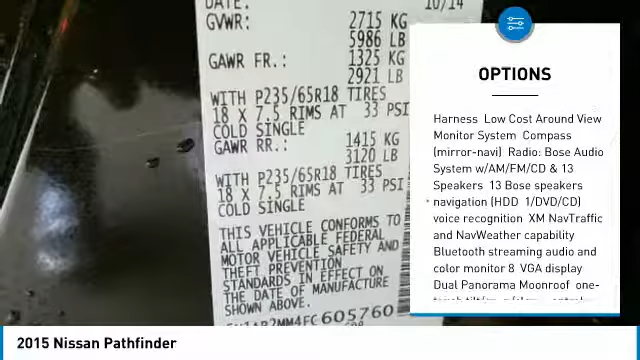 DATE: 10/14
GVWR: 2715 KG
5986 LB
GAWR FR.: 1325 KG
2921 LB
WITH P235/65R18 TIRES
18 X 7.5 RIMS AT 33 PSI
COLD SINGLE
GAWR RR.: 1415 KG
3120 LB
WITH P235/65R18 TIRES
18 X 7.5 RIMS AT 33 PSI
COLD SINGLE
THIS VEHICLE CONFORMS TO
ALL APPLICABLE FEDERAL
MOTOR VEHICLE SAFETY AND
THEFT PREVENTION
STANDARDS IN EFFECT ON
THE DATE OF MANUFACTURE
SHOWN ABOVE.
OPTIONS
Harness Low Cost Around View
Monitor System Compass
(mirror-navi) Radio: Bose Audio
System w/AM/FM/CD & 13
Speakers 13 Bose speakers
navigation (HDD 1/DVD/CD)
voice recognition XM NavTraffic
and NavWeather capability
Bluetooth streaming audio and
color monitor 8 VGA display
Dual Panorama Moonroof one-
2015 Nissan Pathfinder